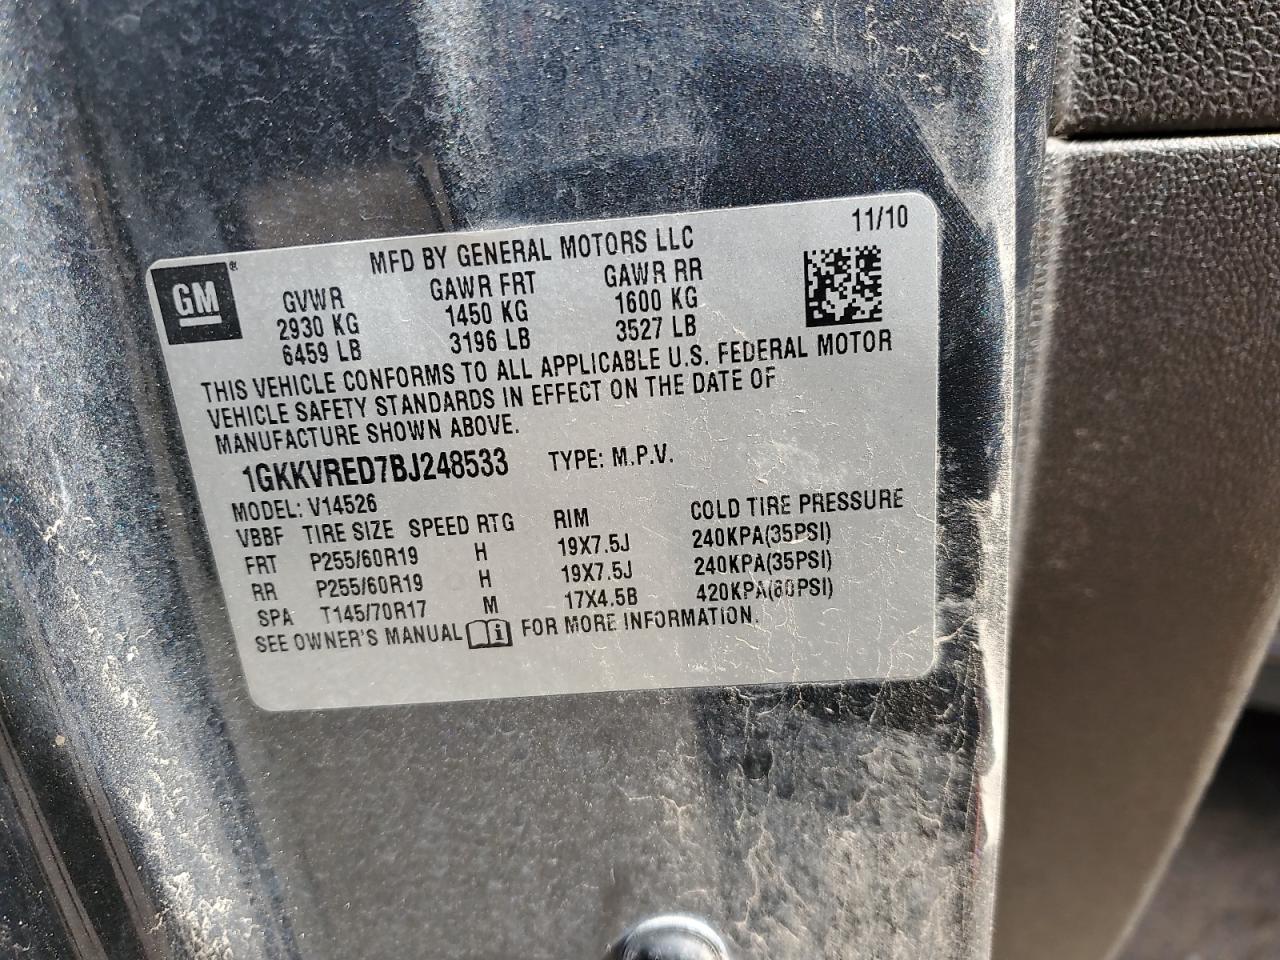 11/10
MFD BY GENERAL MOTORS LLC
GM ®
GVWR GAWR FRT GAWR RR
2930 KG 1450 KG 1600 KG
6459 LB 3196 LB 3527 LB
THIS VEHICLE CONFORMS TO ALL APPLICABLE U.S. FEDERAL MOTOR
VEHICLE SAFETY STANDARDS IN EFFECT ON THE DATE OF
MANUFACTURE SHOWN ABOVE.
1GKKVRED7BJ248533 TYPE: M.P.V.
MODEL: V14526
VBBF TIRE SIZE SPEED RTG RIM COLD TIRE PRESSURE
FRT P255/60R19 H 19X7.5J 240KPA(35PSI)
RR P255/60R19 H 19X7.5J 240KPA(35PSI)
SPA T145/70R17 M 17X4.5B 420KPA(60PSI)
SEE OWNER'S MANUAL i FOR MORE INFORMATION.